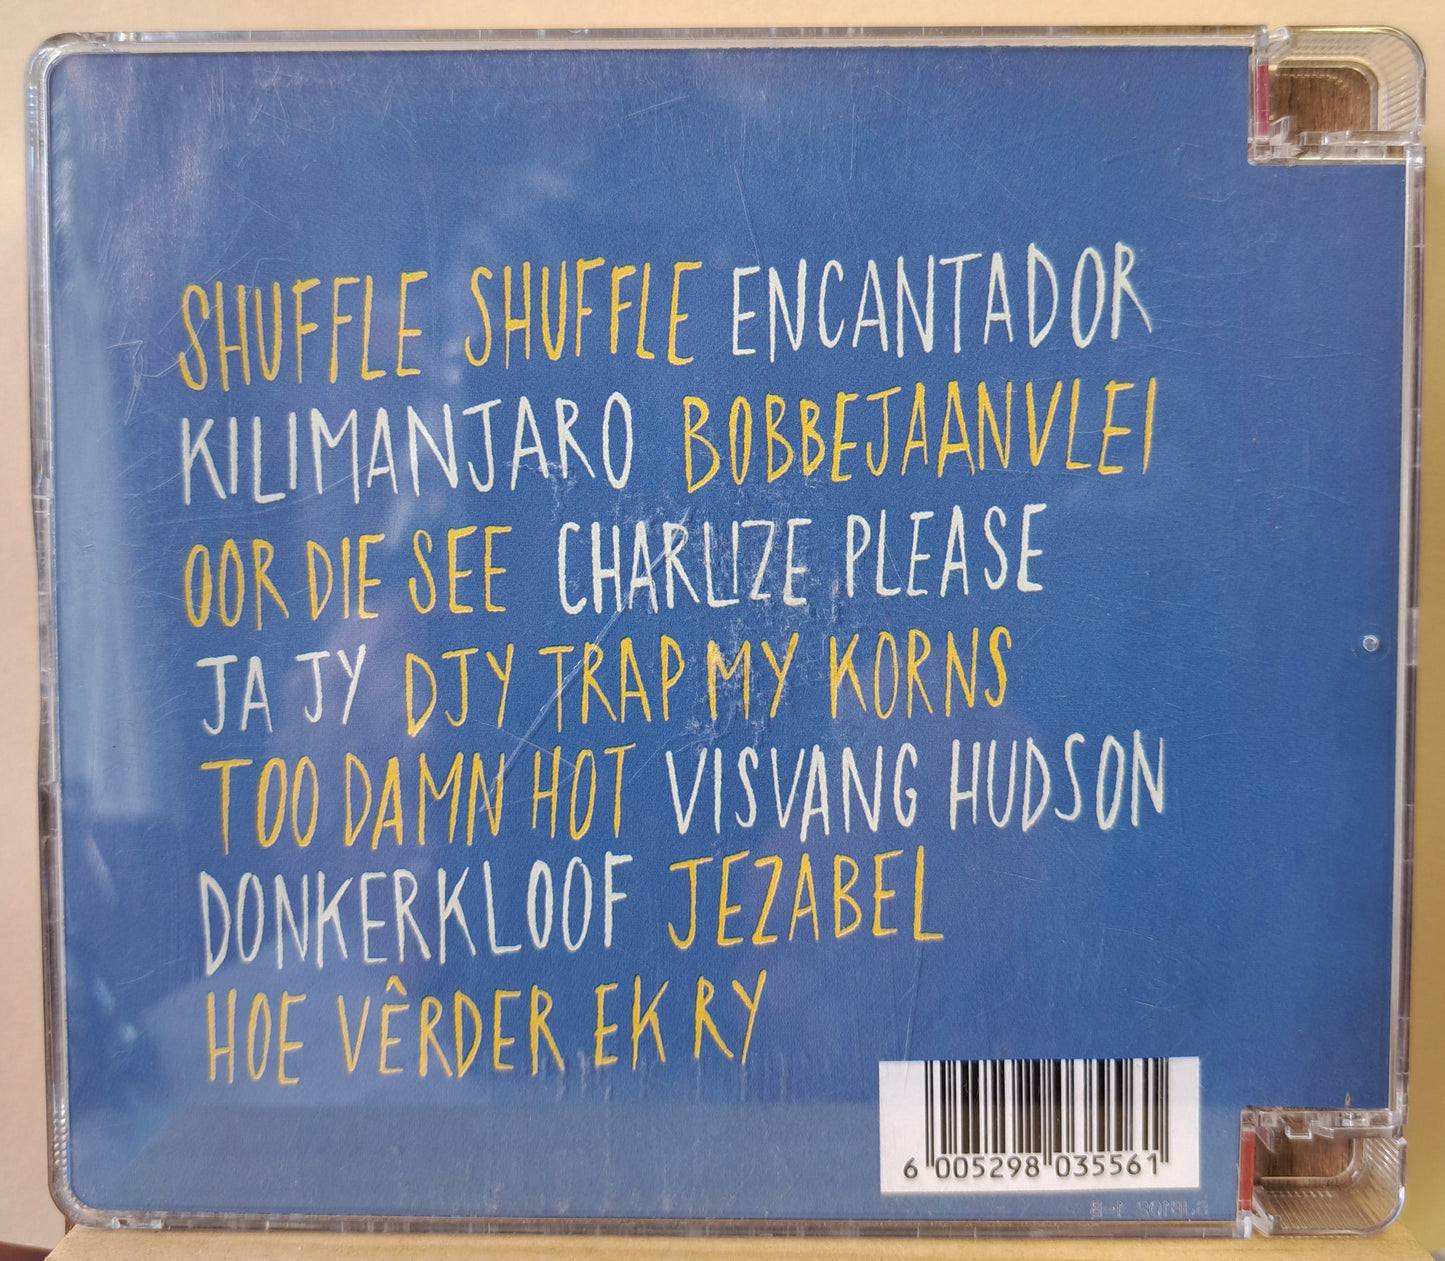 SHUFFLE SHUFFLE ENCANTADOR
KILIMANJARO BOBBEJAANVLEI
OOR DIE SEE CHARLIZE PLEASE
JA JY DJY TRAP MY KORNS
TOO DAMN HOT VISVANG HUDSON
DONKERKLOOF JEZABEL
HOE VÊRDER EK RY
6 005298 035561